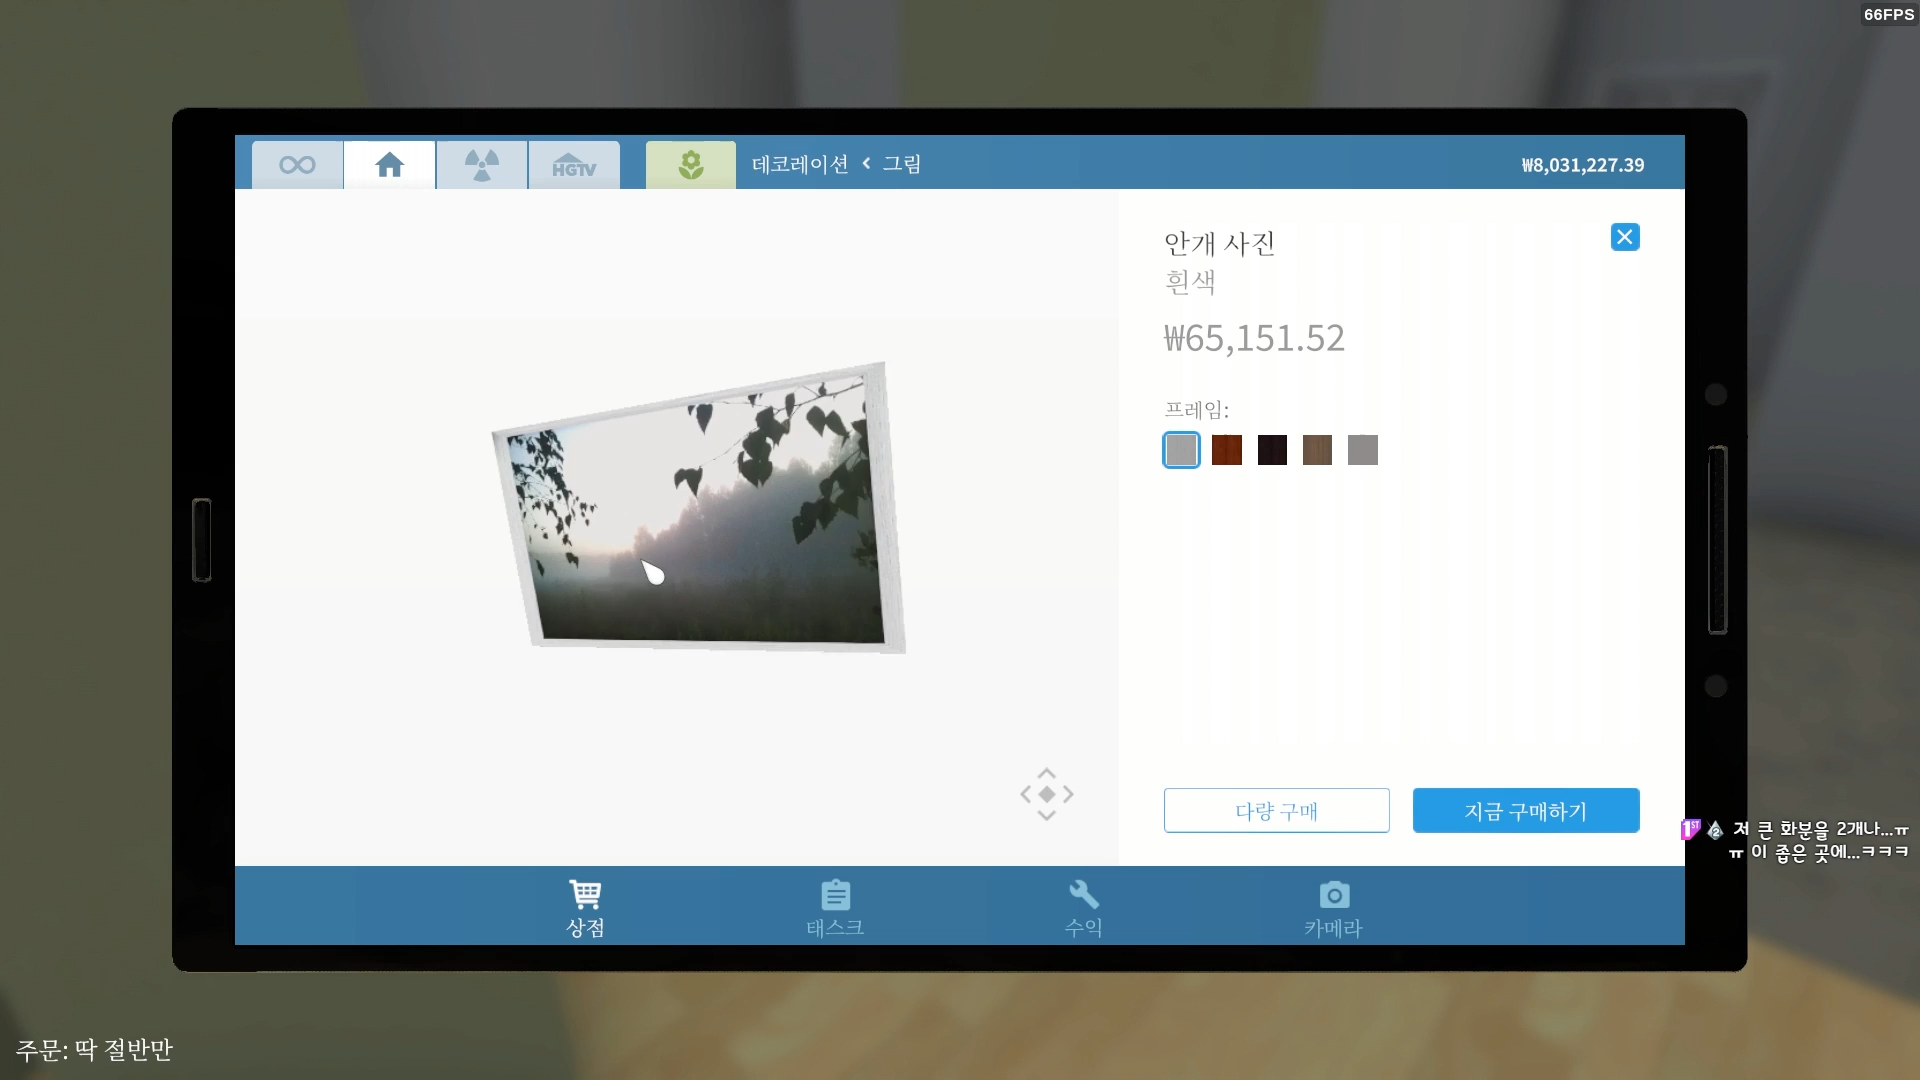 66FPS
HGTV
데코레이션 < 그림
₩8,031,227.39
안개 사진
흰색
₩65,151.52
프레임:
다량 구매
지금 구매하기
1ST 2 저 큰 화분을 2개나...ㅠ
ㅠ 이 좁은 곳에...ㅋㅋㅋ
상점
태스크
수익
카메라
주문: 딱 절반만